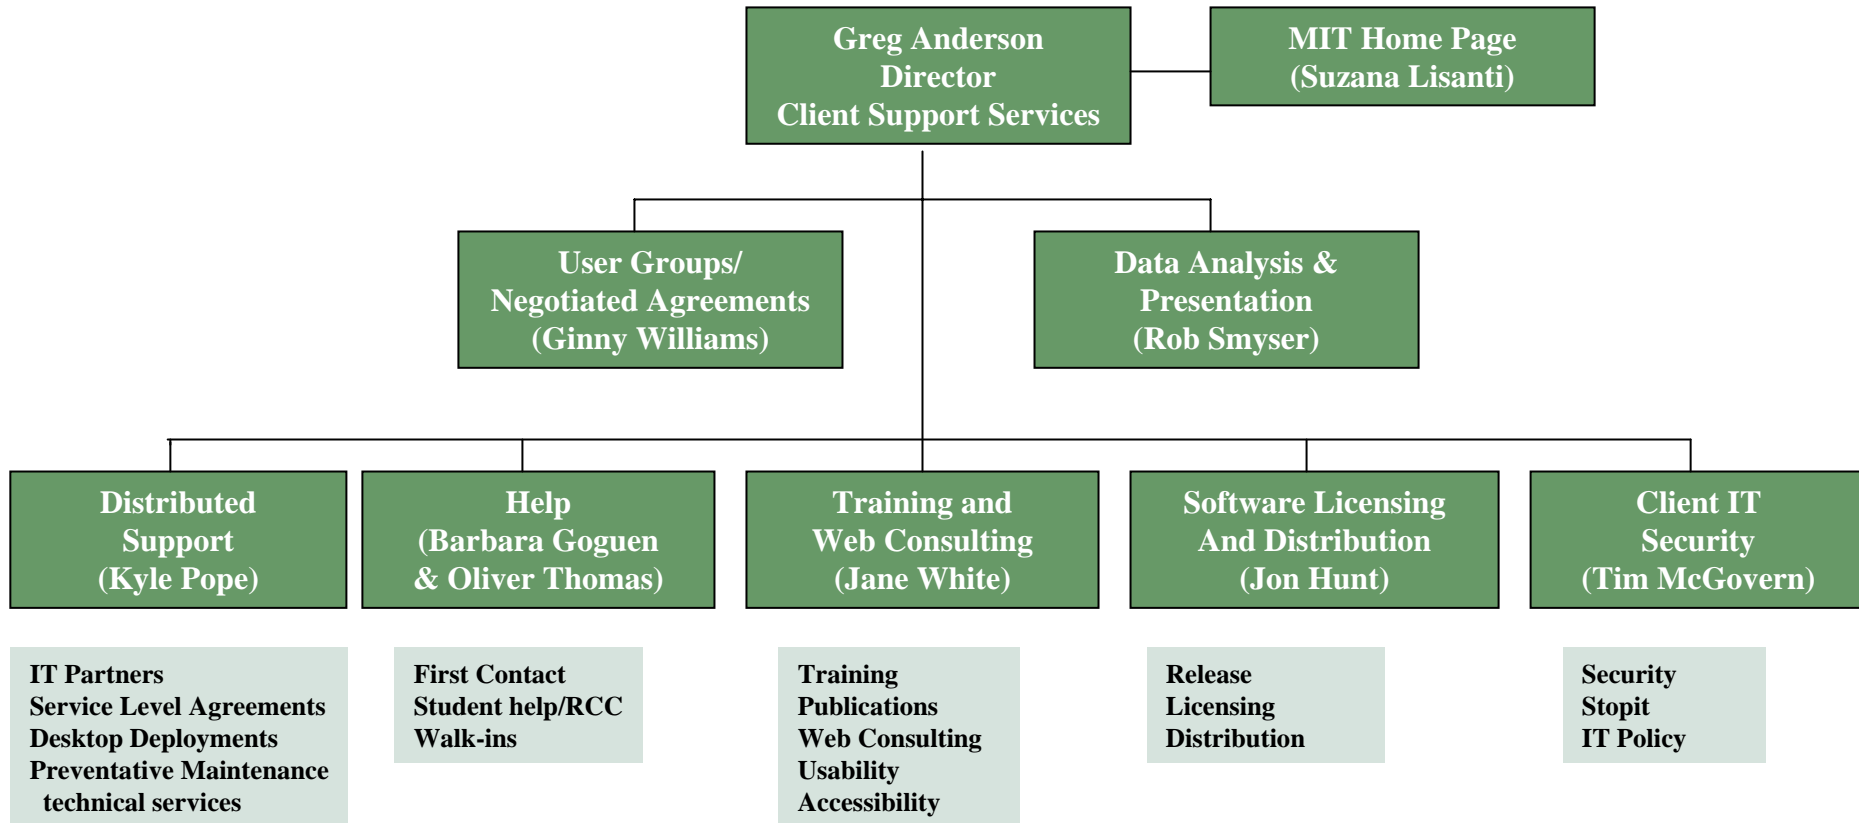 Greg Anderson
Director
Client Support Services
MIT Home Page
(Suzana Lisanti)
User Groups/
Negotiated Agreements
(Ginny Williams)
Data Analysis &
Presentation
(Rob Smyser)
Distributed
Support
(Kyle Pope)
Help
(Barbara Goguen
& Oliver Thomas)
Training and
Web Consulting
(Jane White)
Software Licensing
And Distribution
(Jon Hunt)
Client IT
Security
(Tim McGovern)
IT Partners
Service Level Agreements
Desktop Deployments
Preventative Maintenance
technical services
First Contact
Student help/RCC
Walk-ins
Training
Publications
Web Consulting
Usability
Accessibility
Release
Licensing
Distribution
Security
Stopit
IT Policy